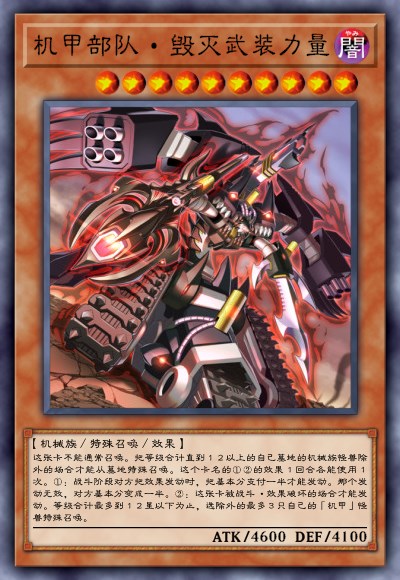 机甲部队・毁灭武装力量
闇
やみ
【机械族/特殊召唤/效果】
这张卡不能通常召唤。把等级合计直到12以上的自己墓地的机械族怪兽除
外的场合才能从墓地特殊召唤。这个卡名的①②的效果1回合各能使用1
次。①：战斗阶段对方把效果发动时，把基本分支付一半才能发动。那个发
动无效，对方基本分变成一半。②：这张卡被战斗・效果破坏的场合才能发
动。等级合计最多到12星以下为止，选除外的最多3只自己的「机甲」怪
兽特殊召唤。
ATK/4600 DEF/4100